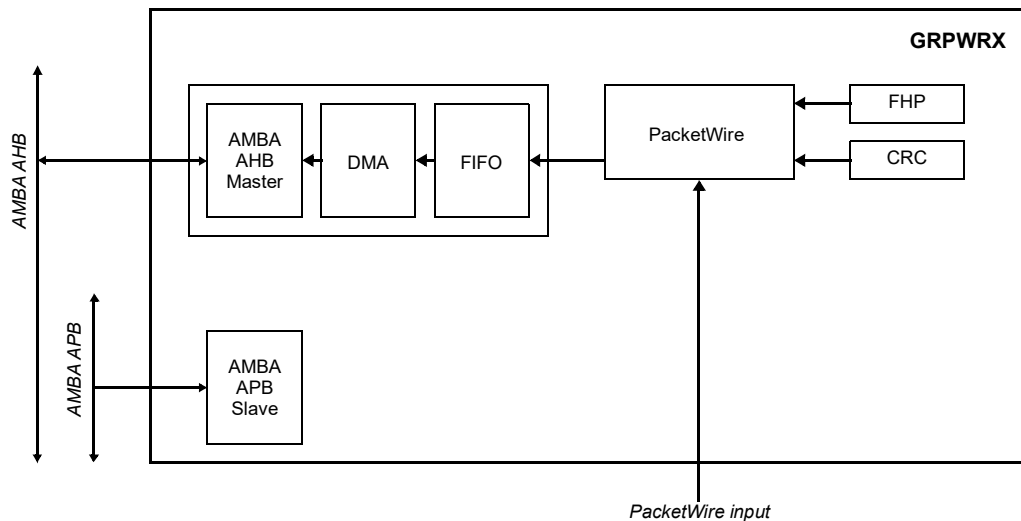 GRPWRX
FHP
AMBA
AHB
Master
DMA
FIFO
PacketWire
CRC
AMBA AHB
AMBA APB
AMBA
APB
Slave
PacketWire input